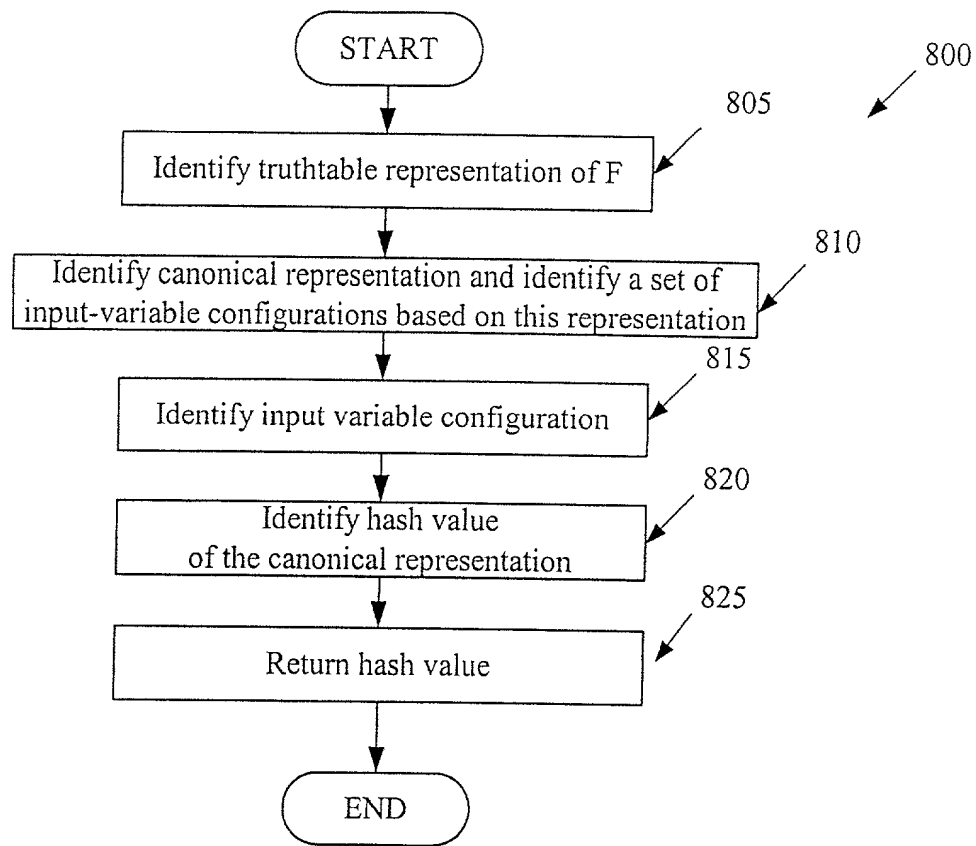 START
800
805
Identify truthtable representation of F
810
Identify canonical representation and identify a set of
input-variable configurations based on this representation
815
Identify input variable configuration
820
Identify hash value
of the canonical representation
825
Return hash value
END